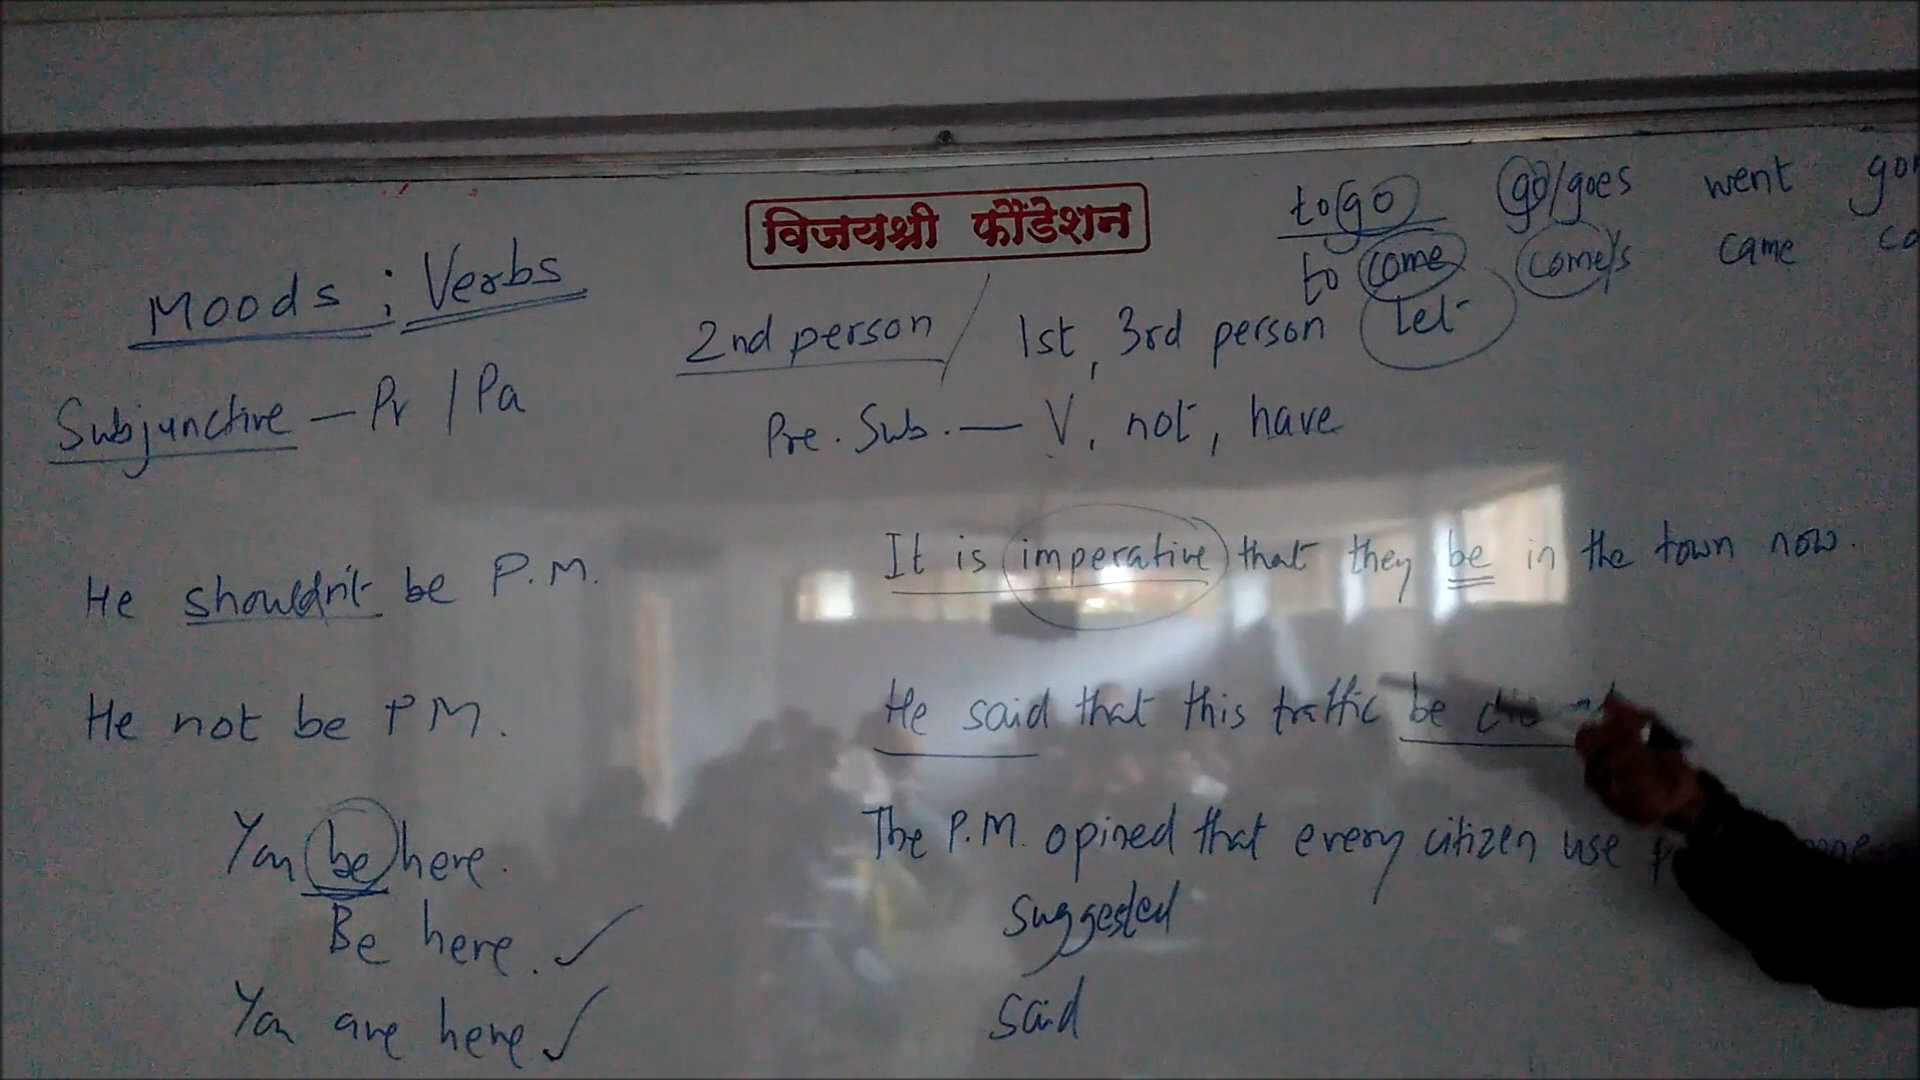 विजयश्री फौंडेशन
to go go/goes went
to come come/s came
Moods ; Verbs
2nd person / 1st, 3rd person Let
Subjunctive – Pr / Pa
Pre. Sub. — V, not, have
He shouldn't be P.M.
It is imperative that they be in the town now.
He not be PM.
He said that this traffic be
You be here.
The P.M. opined that every citizen use
Be here. ✓
suggested
You are here ✓
said